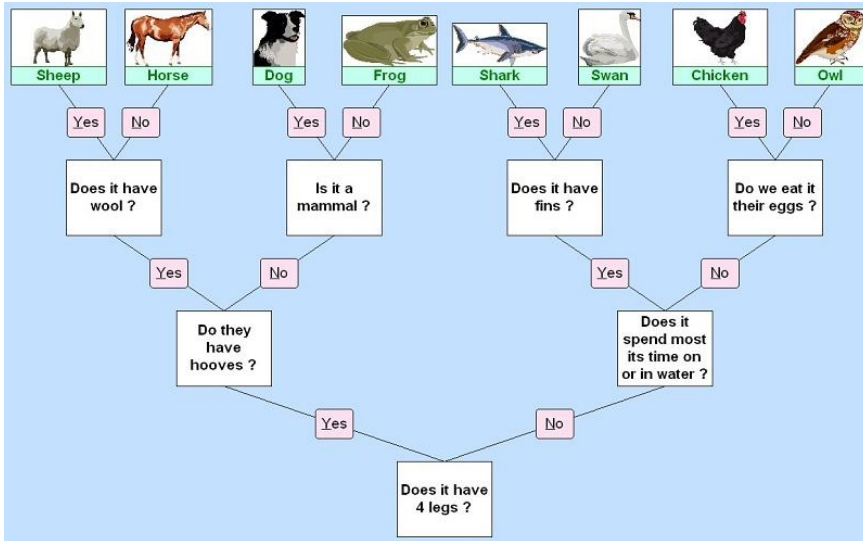 Sheep
Horse
Dog
Frog
Shark
Swan
Chicken
Owl
Yes
No
Yes
No
Yes
No
Yes
No
Does it have
wool ?
Is it a
mammal ?
Does it have
fins ?
Do we eat it
their eggs ?
Yes
No
Yes
No
Do they
have
hooves ?
Does it
spend most
its time on
or in water ?
Yes
No
Does it have
4 legs ?